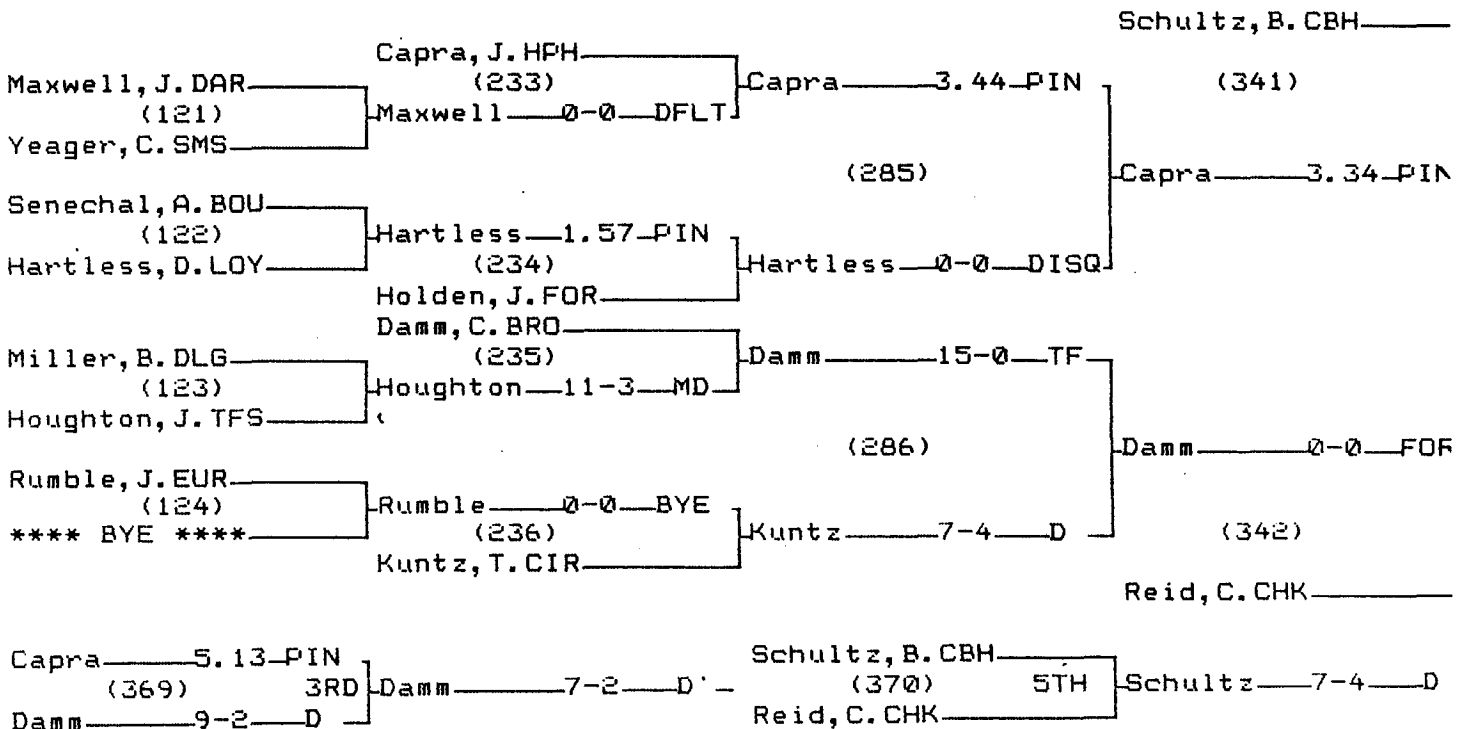 Schultz, B. CBH
Capra, J. HPH
Maxwell, J. DAR (233) Capra 3.44 PIN (341)
(121) Maxwell 0-0 DFLT
Yeager, C. SMS
(285) Capra 3.34 PIN
Senechal, A. BOU
(122) Hartless 1.57 PIN
Hartless, D. LOY (234) Hartless 0-0 DISQ
Holden, J. FOR
Damm, C. BRO
Miller, B. DLG (235) Damm 15-0 TF
(123) Houghton 11-3 MD
Houghton, J. TFS
(286) Damm 0-0 FOR
Rumble, J. EUR
(124) Rumble 0-0 BYE
**** BYE **** (236) Kuntz 7-4 D (342)
Kuntz, T. CIR
Reid, C. CHK
Capra 5.13 PIN Schultz, B. CBH
(369) 3RD Damm 7-2 D (370) 5TH Schultz 7-4 D
Damm 9-2 D Reid, C. CHK